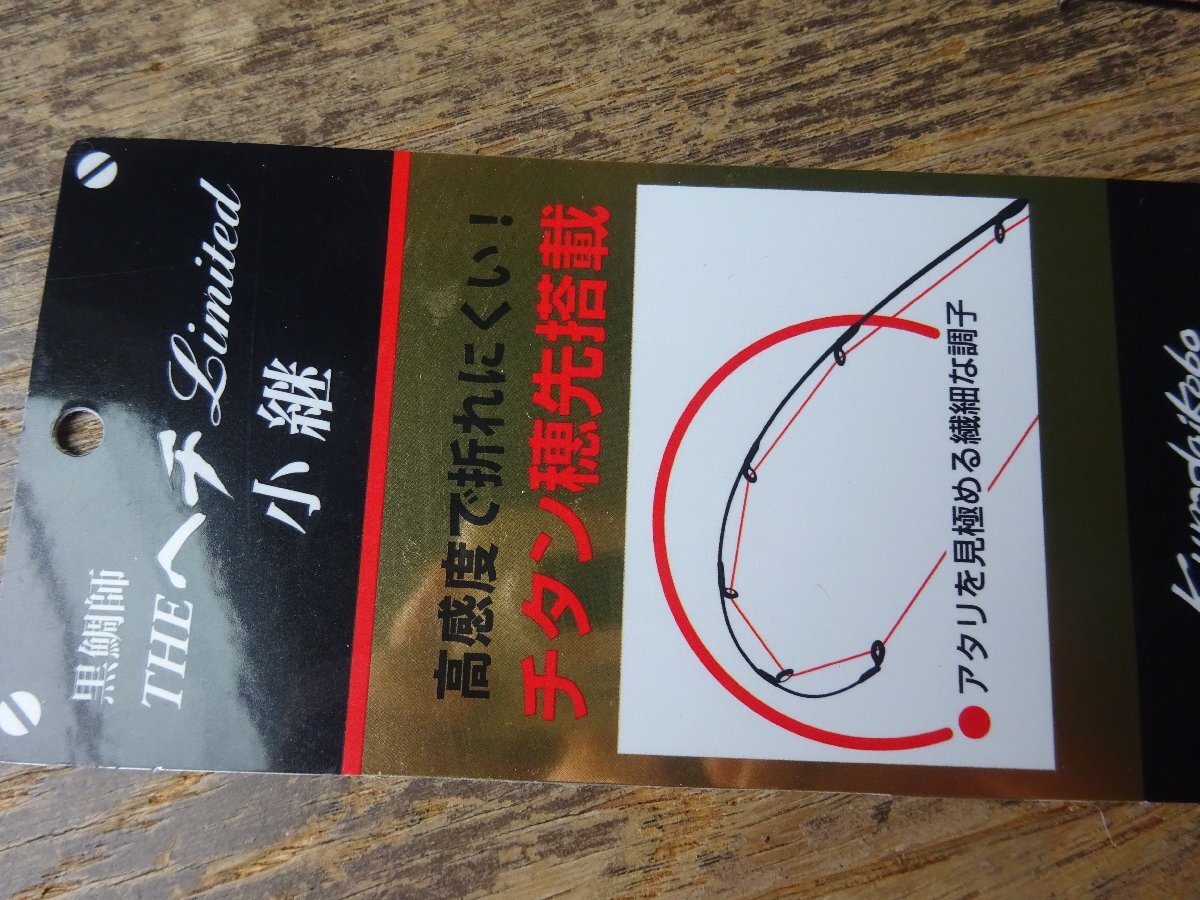 黒鯛師
THEヘチ Limited
小継
高感度で折れにくい！
チタン穂先搭載
アタリを見極める繊細な調子